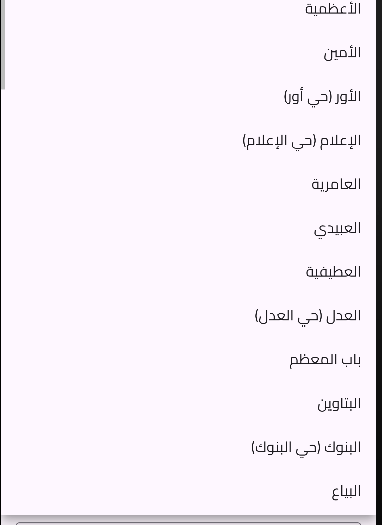 الأعظمية
الأمين
الأور (حي أور)
الإعلام (حي الإعلام)
العامرية
العبيدي
العطيفية
العدل (حي العدل)
باب المعظم
البتاوين
البنوك (حي البنوك)
البياع